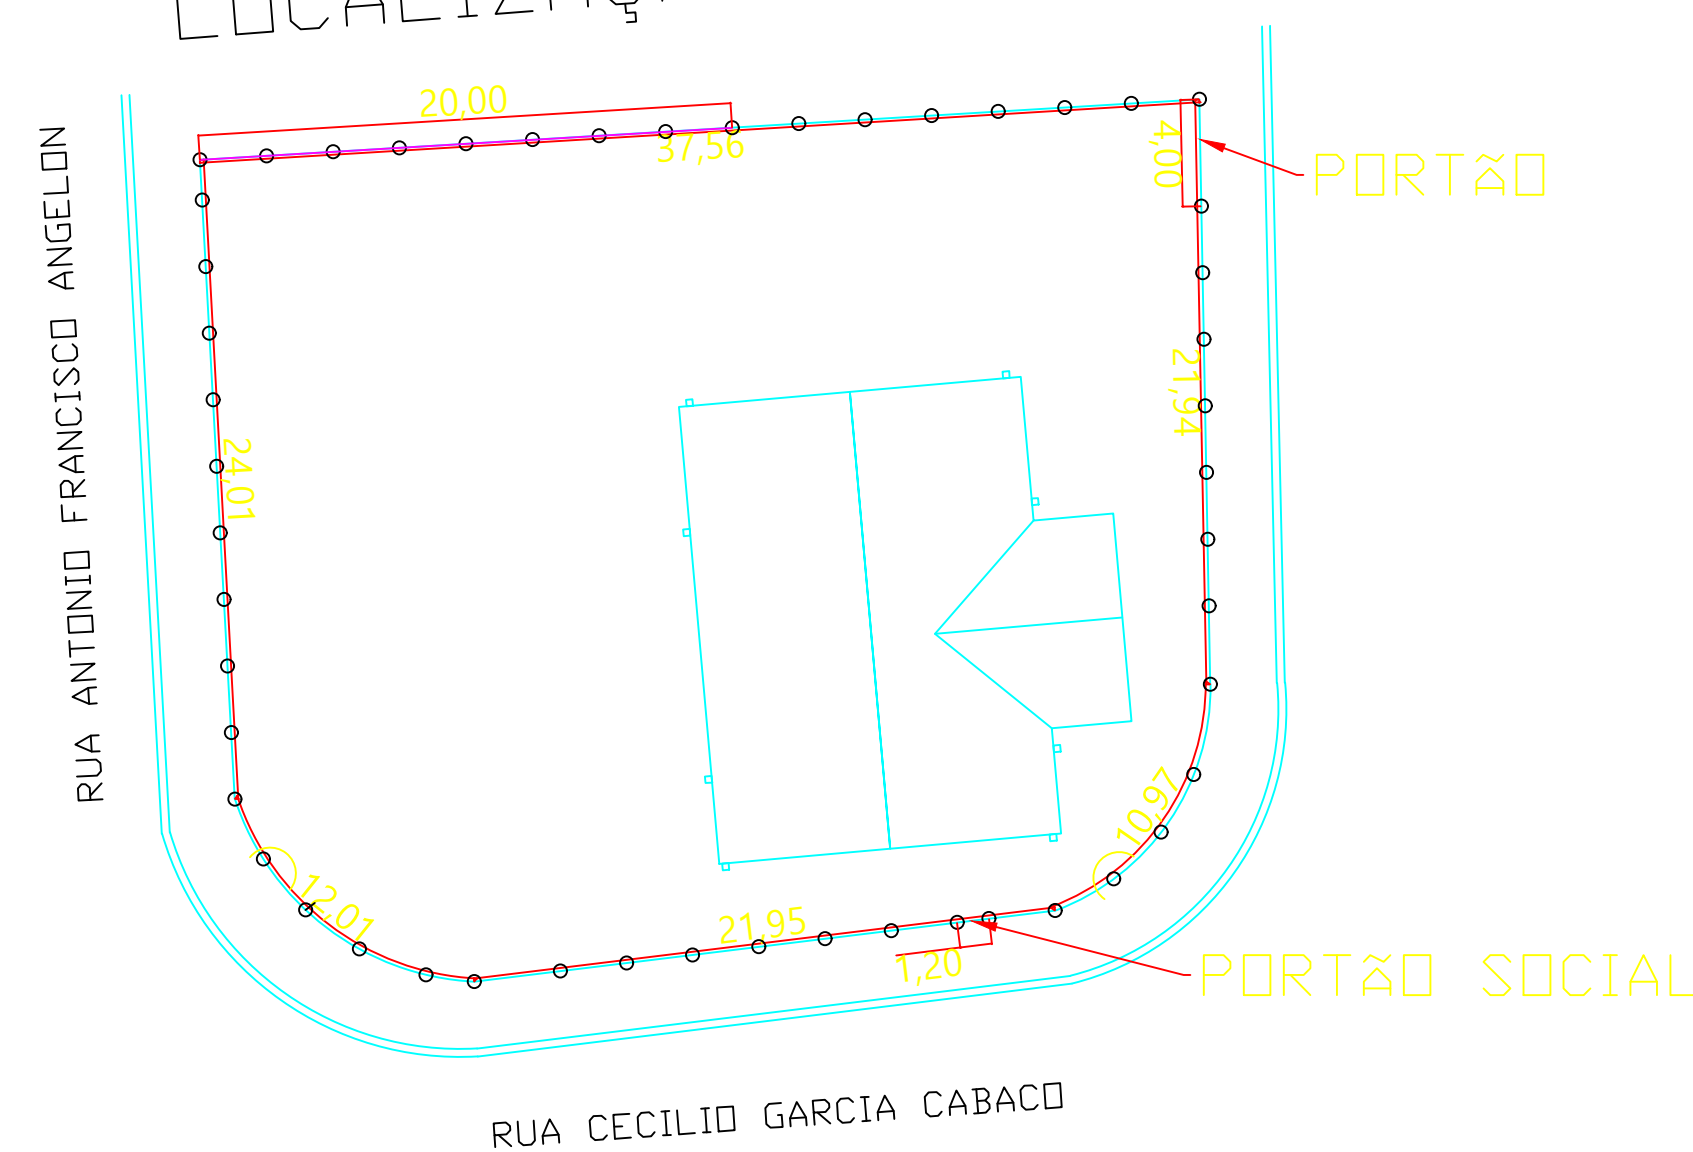 20,00
37,56
4,00
PORTÃO
RUA ANTONIO FRANCISCO ANGELON
21,94
24,01
10,97
12,01
21,95
1,20
PORTÃO SOCIAL
RUA CECILIO GARCIA CABACO